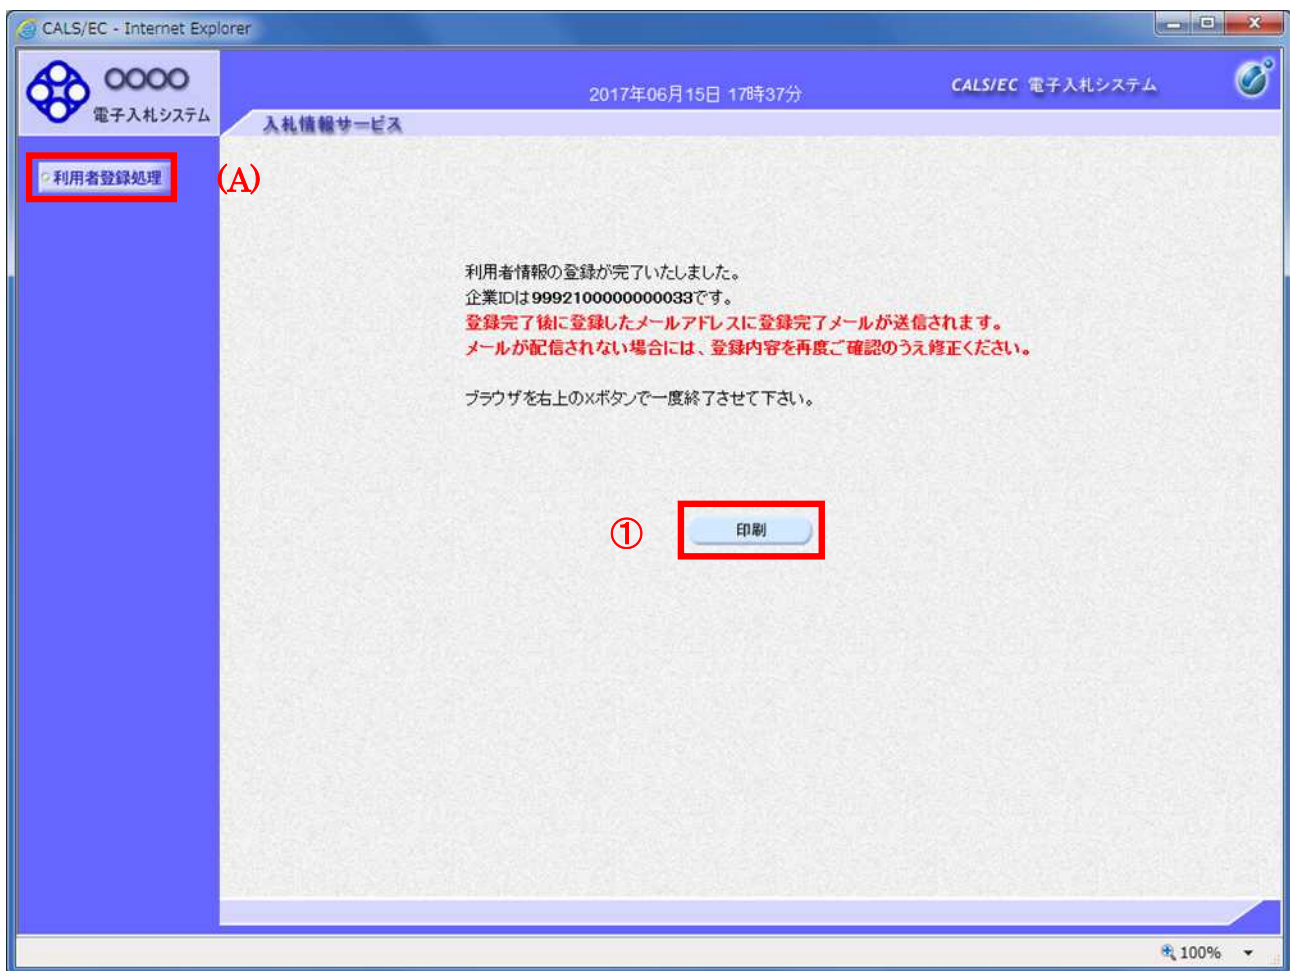 CALS/EC - Internet Explorer
○○○○
電子入札システム
2017年06月15日 17時37分
CALS/EC 電子入札システム
入札情報サービス
利用者登録処理
(A)
利用者情報の登録が完了いたしました。
企業IDは9992100000000033です。
登録完了後に登録したメールアドレスに登録完了メールが送信されます。
メールが配信されない場合には、登録内容を再度ご確認のうえ修正ください。
ブラウザを右上の×ボタンで一度終了させて下さい。
①
印刷
100%